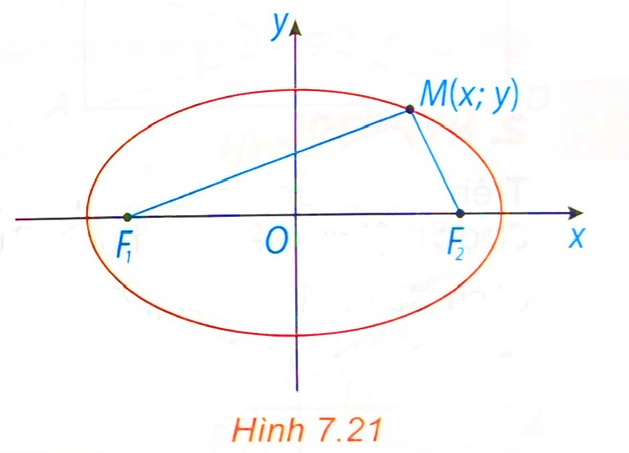 y
M(x; y)
F₁
O
F₂
x
Hình 7.21